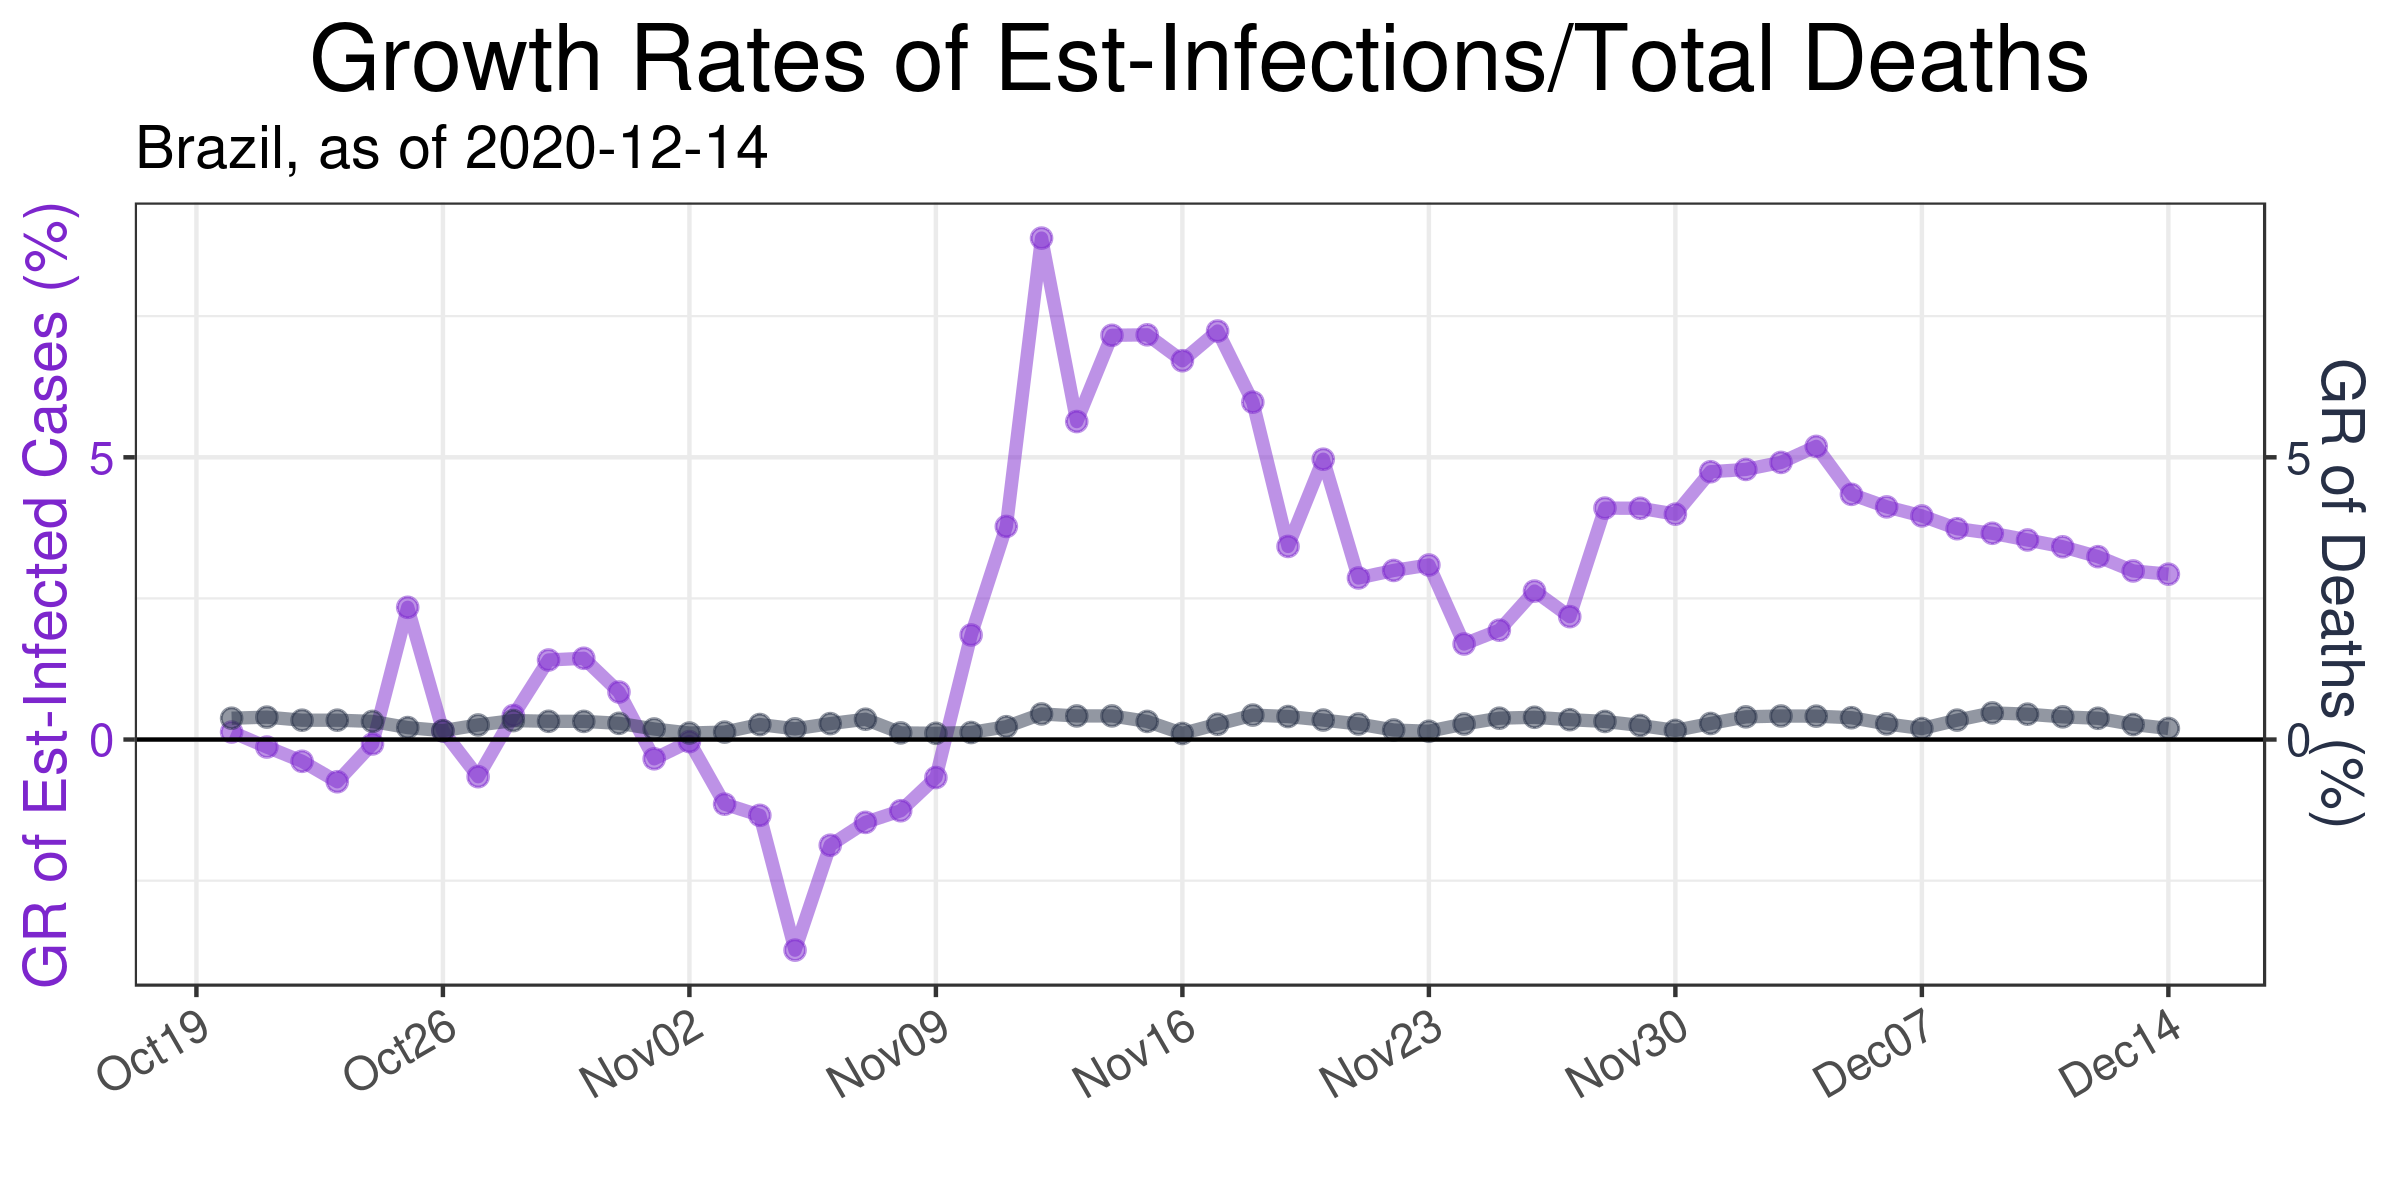 Growth Rates of Est-Infections/Total Deaths
Brazil, as of 2020-12-14
GR of Est-Infected Cases (%)
5
0
GR of Deaths (%)
5
0
Oct19
Oct26
Nov02
Nov09
Nov16
Nov23
Nov30
Dec07
Dec14